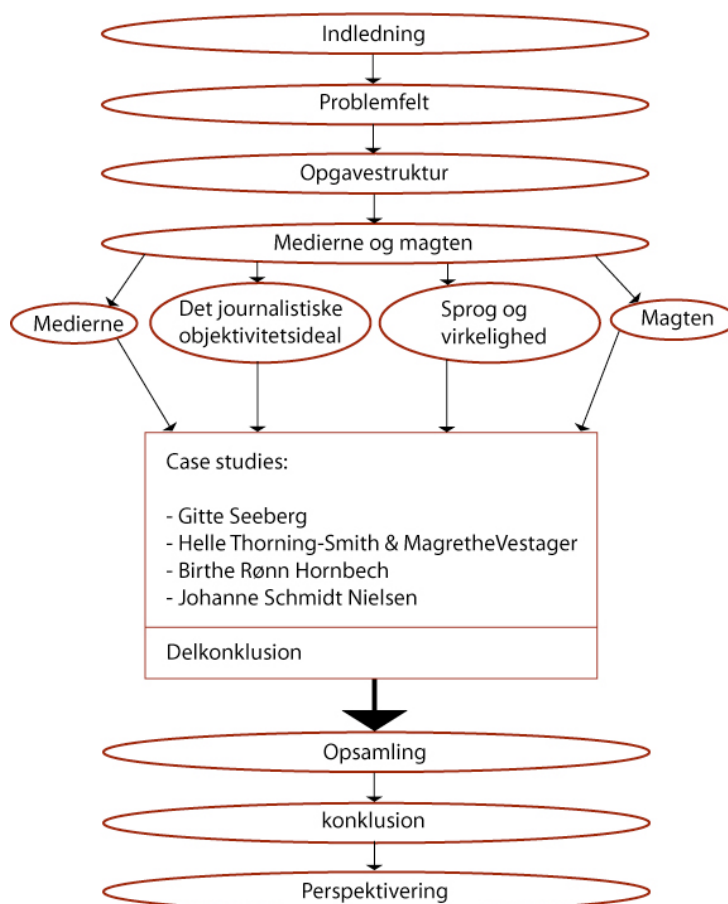 Indledning
Problemfelt
Opgavestruktur
Medierne og magten
Medierne
Det journalistiske
objektivitetsideal
Sprog og
virkelighed
Magten
Case studies:
- Gitte Seeberg
- Helle Thorning-Smith & MagretheVestager
- Birthe Rønn Hornbech
- Johanne Schmidt Nielsen
Delkonklusion
Opsamling
konklusion
Perspektivering